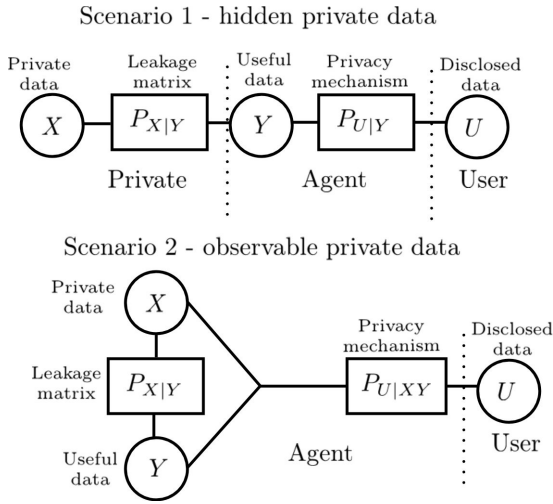 Scenario 1 - hidden private data
Private
data
Leakage
matrix
Useful
data
Privacy
mechanism
Disclosed
data
X
P_{X|Y}
Y
P_{U|Y}
U
Private
Agent
User
Scenario 2 - observable private data
Private
data
X
Leakage
matrix
P_{X|Y}
Useful
data
Y
Privacy
mechanism
P_{U|XY}
Disclosed
data
U
Agent
User